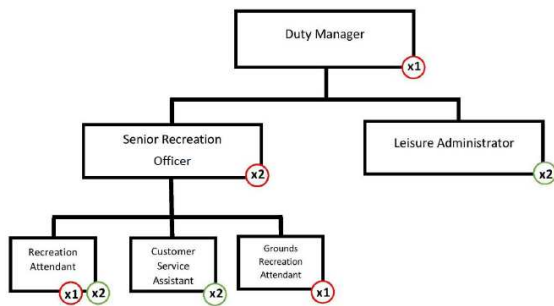 Duty Manager
x1
Senior Recreation
Officer
x2
Leisure Administrator
x2
Recreation
Attendant
x1 x2
Customer
Service
Assistant
x2
Grounds
Recreation
Attendant
x1